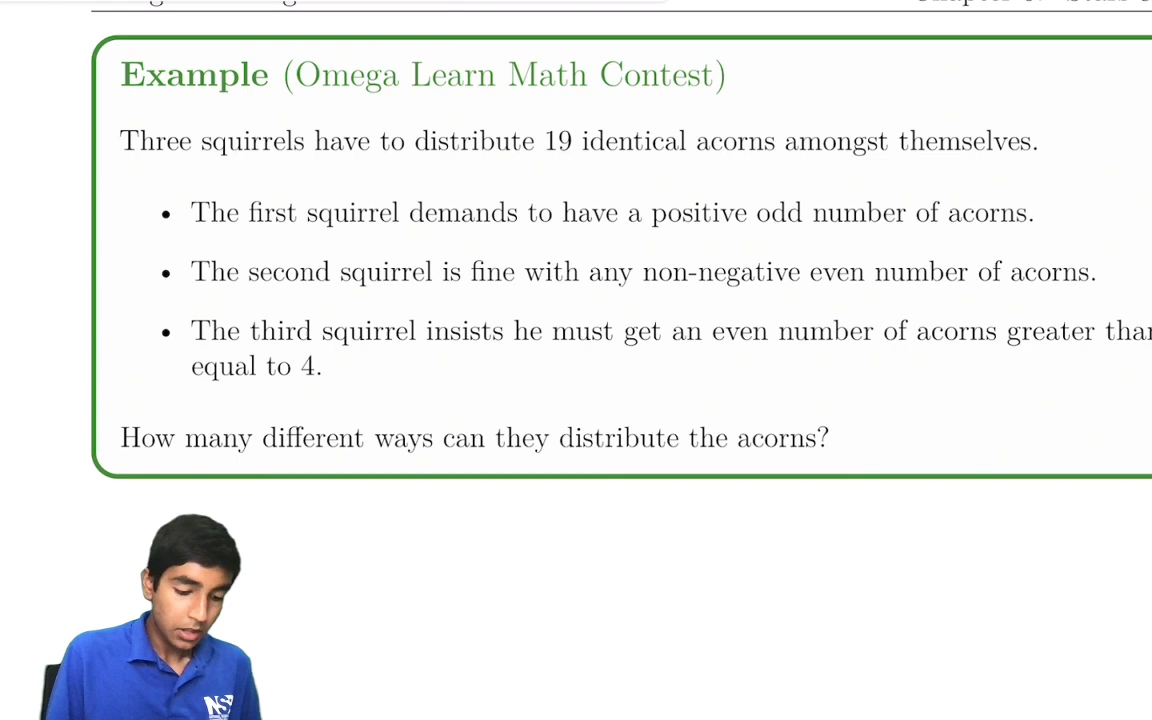 Example (Omega Learn Math Contest)
Three squirrels have to distribute 19 identical acorns amongst themselves.
• The first squirrel demands to have a positive odd number of acorns.
• The second squirrel is fine with any non-negative even number of acorns.
• The third squirrel insists he must get an even number of acorns greater than
equal to 4.
How many different ways can they distribute the acorns?